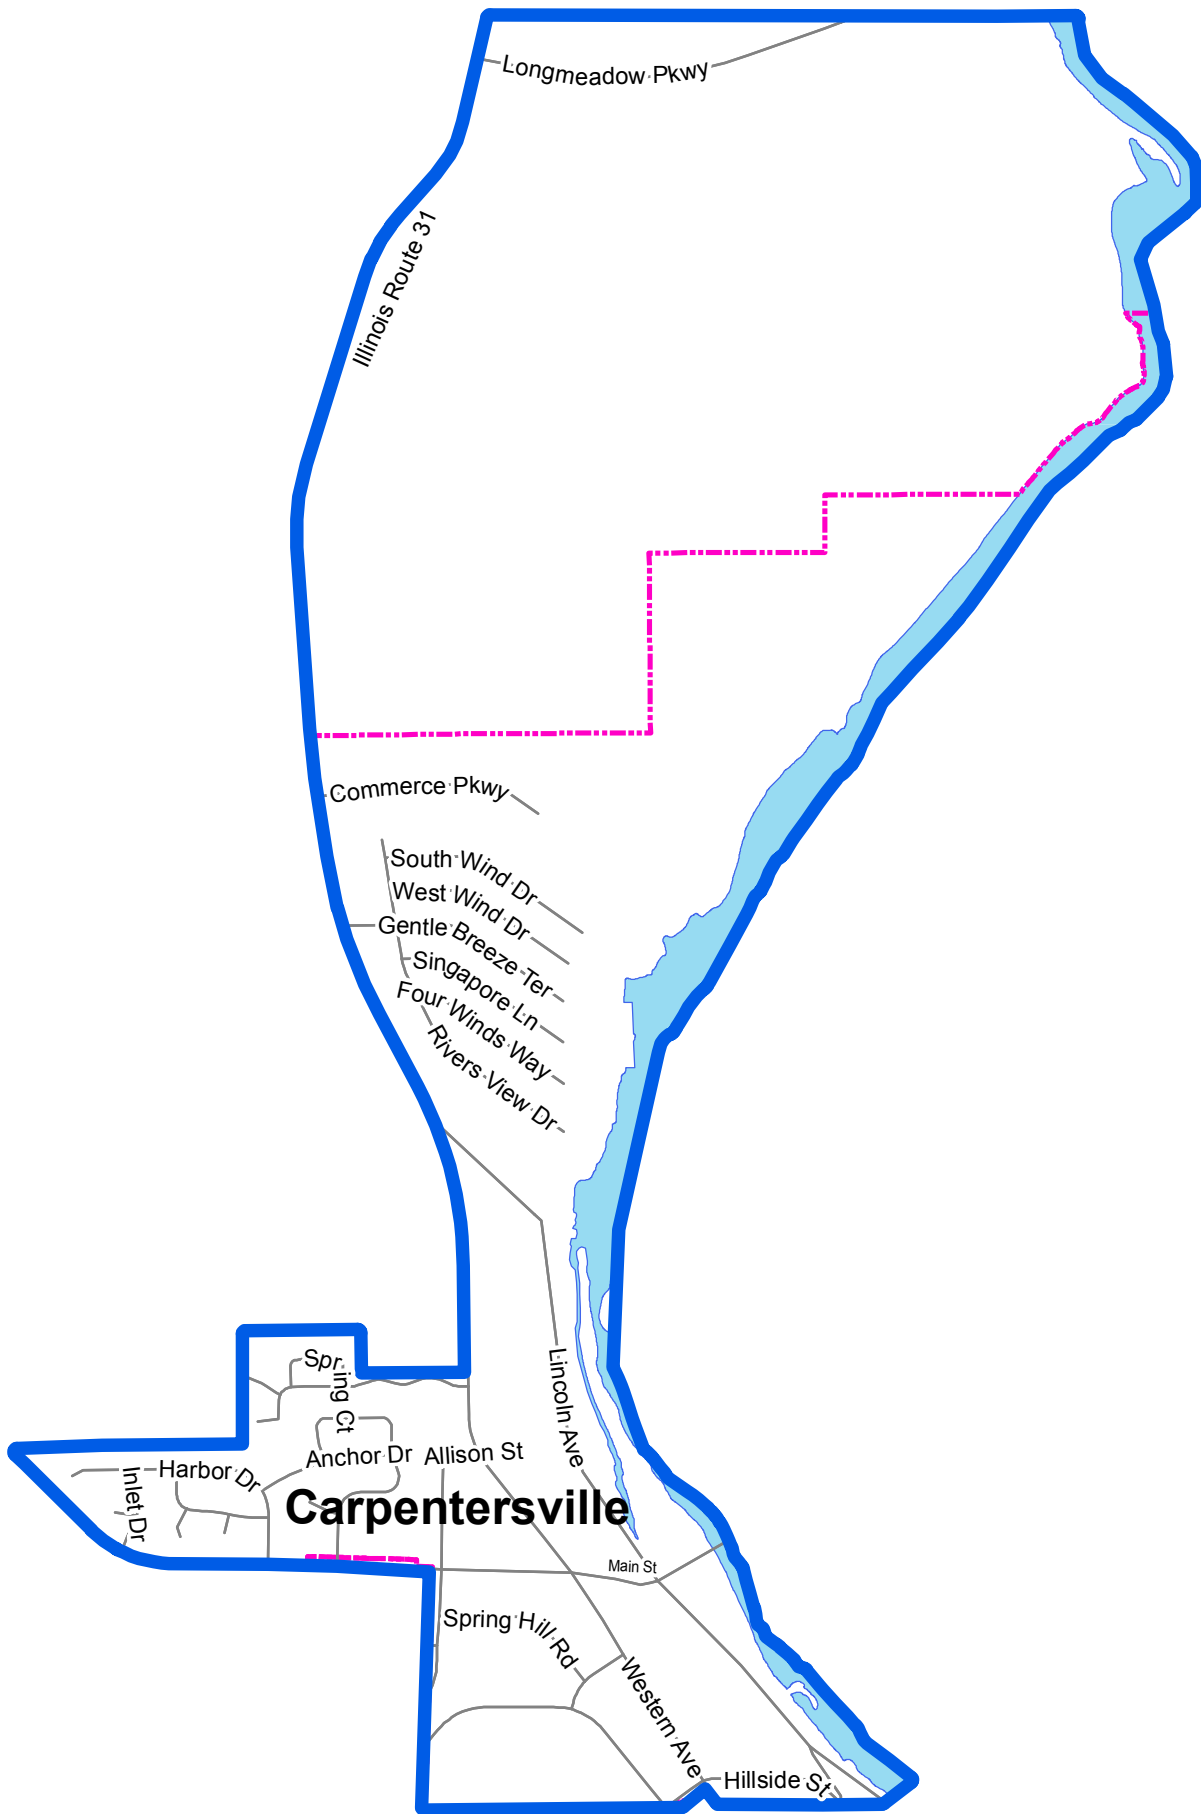 Longmeadow Pkwy
Illinois Route 31
Commerce Pkwy
South Wind Dr
West Wind Dr
Gentle Breeze Ter
Singapore Ln
Four Winds Way
Rivers View Dr
Lincoln Ave
Spring Ct
Anchor Dr
Allison St
Harbor Dr
Inlet Dr
Carpentersville
Main St
Spring Hill Rd
Western Ave
Hillside St